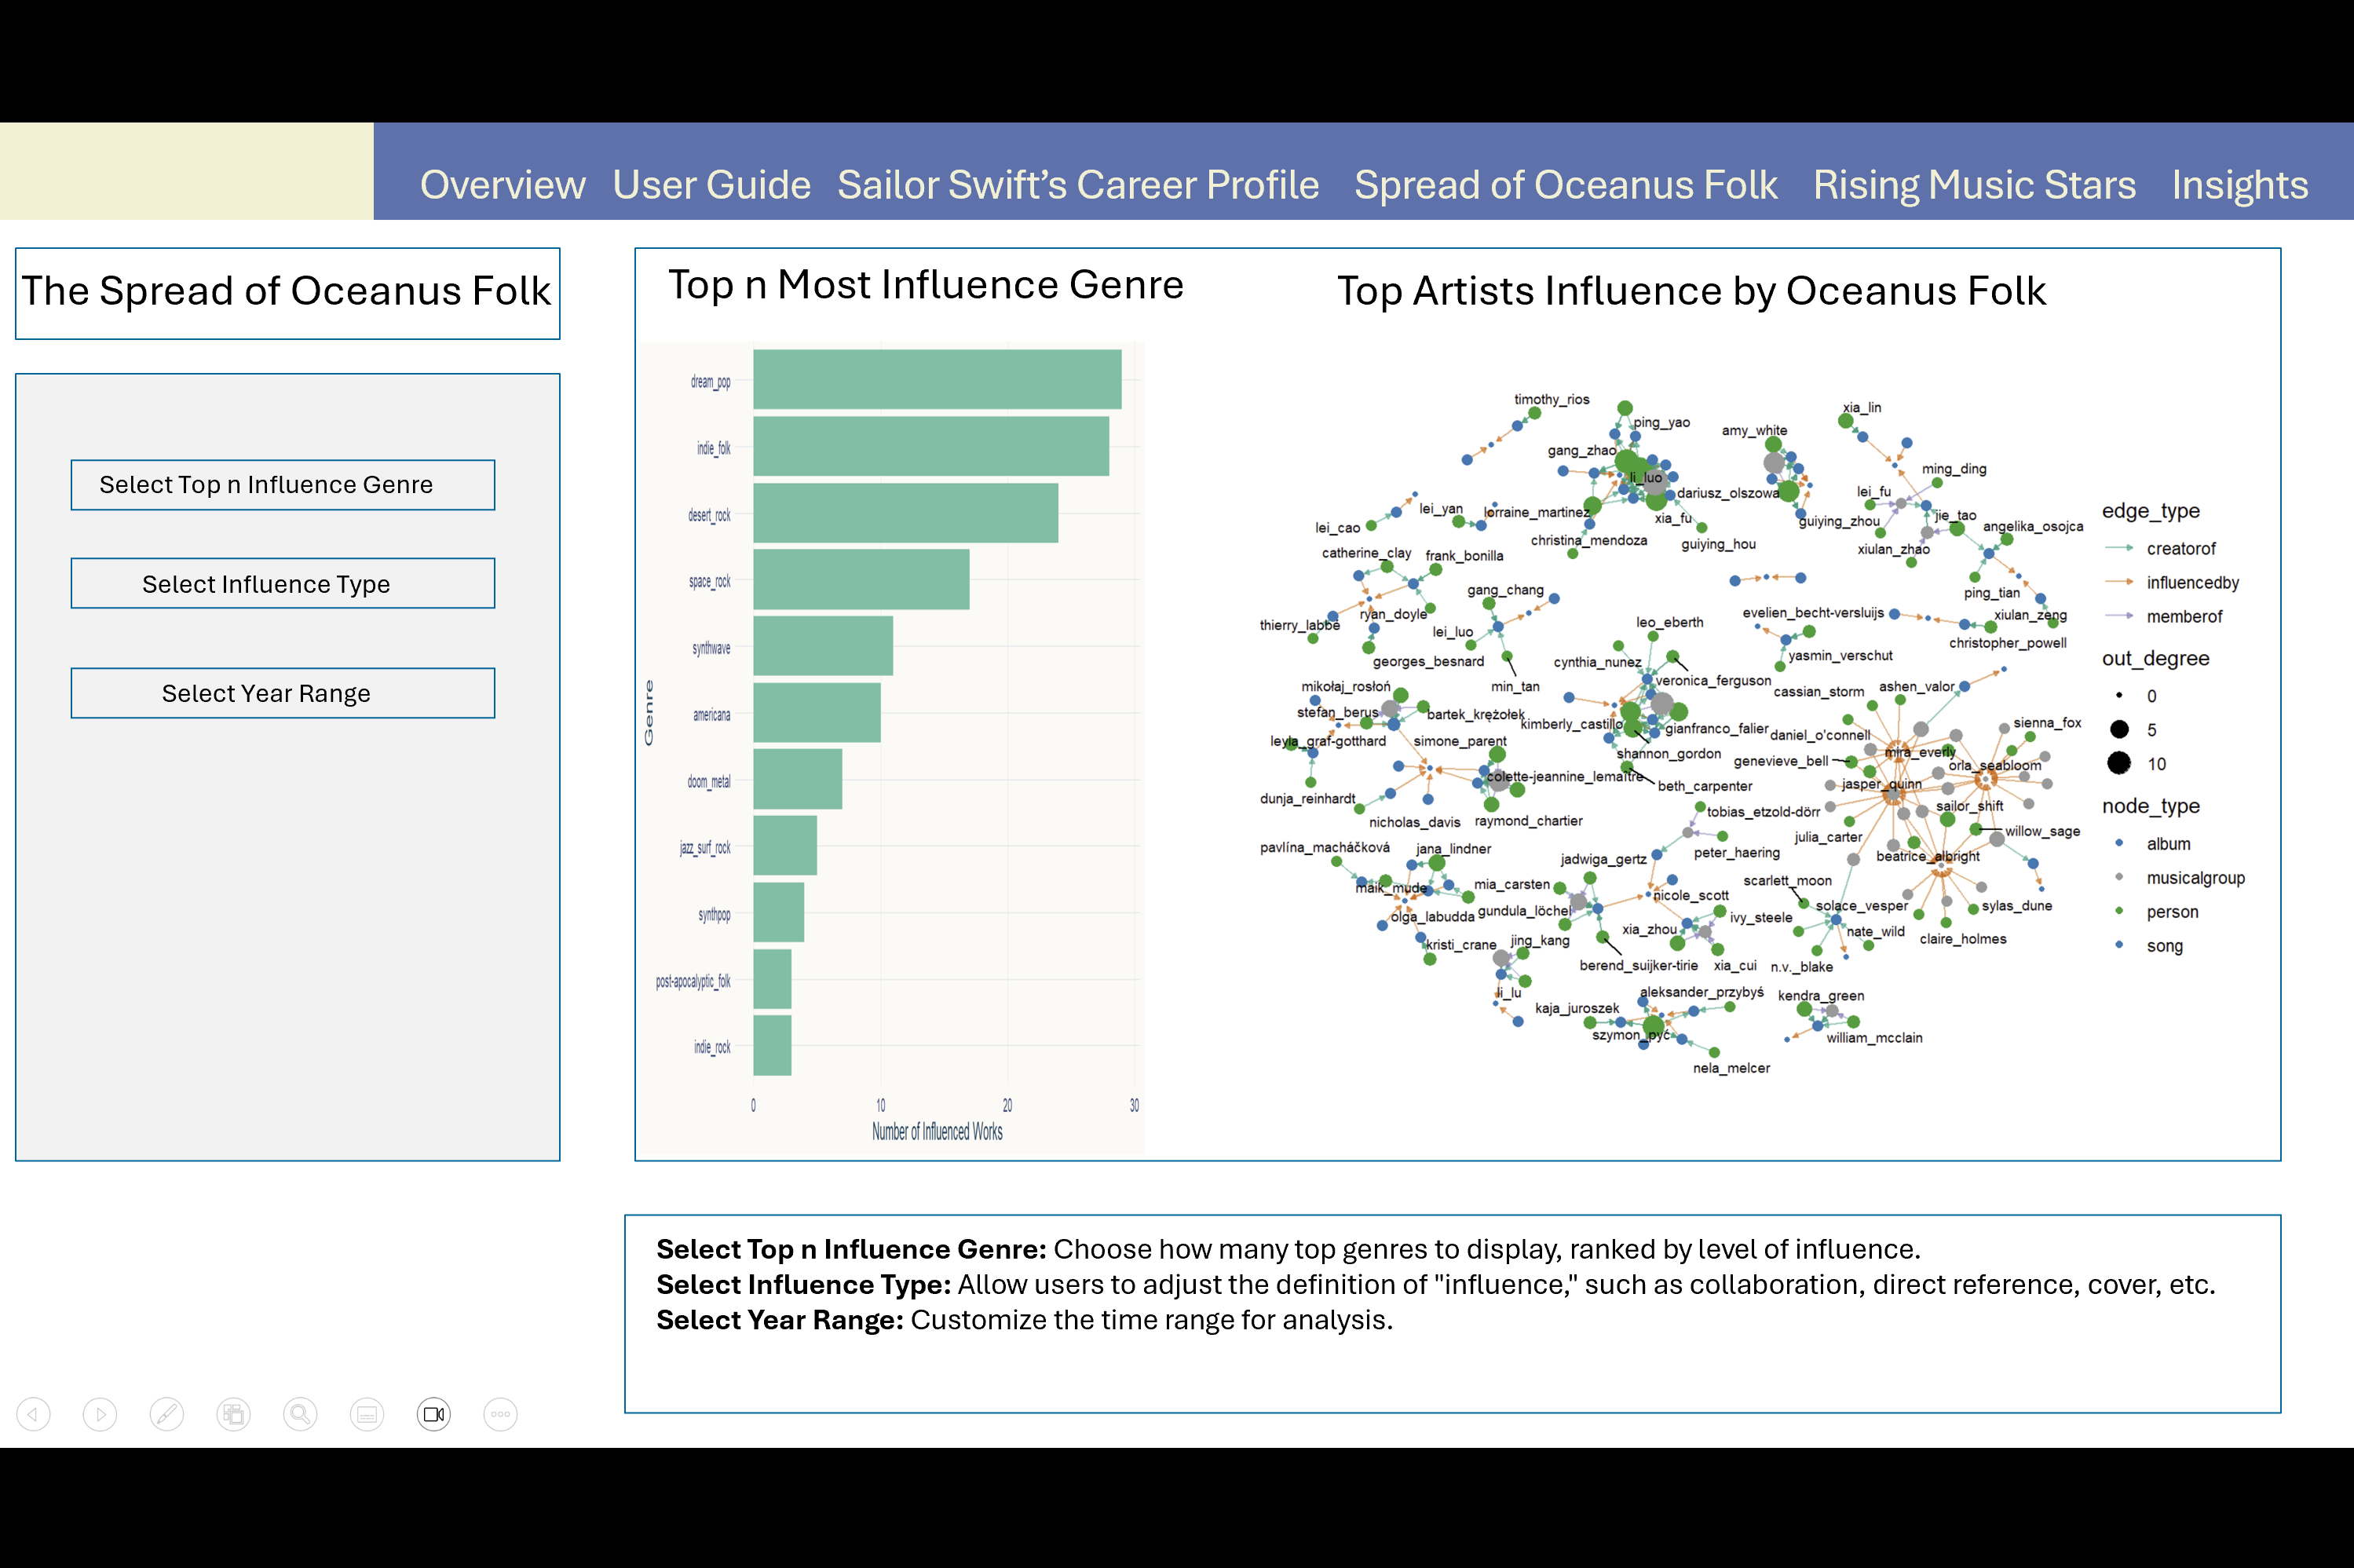 Overview User Guide Sailor Swift’s Career Profile Spread of Oceanus Folk Rising Music Stars Insights
The Spread of Oceanus Folk
Select Top n Influence Genre
Select Influence Type
Select Year Range
Top n Most Influence Genre
Genre
dream_pop
indie_folk
desert_rock
space_rock
synthwave
americana
doom_metal
jazz_surf_rock
synthpop
post-apocalyptic_folk
indie_rock
0 10 20 30
Number of Influenced Works
Top Artists Influence by Oceanus Folk
timothy_rios
ping_yao
xia_lin
amy_white
gang_zhao
ming_ding
li_luo
dariusz_olszowa
lei_fu
lei_yan
lorraine_martinez
xia_fu
guiying_zhou
jie_tao
lei_cao
angelika_osojca
christina_mendoza
guiying_hou
xiulan_zhao
catherine_clay
frank_bonilla
gang_chang
ping_tian
ryan_doyle
evelien_becht-versluijs
xiulan_zeng
thierry_labbé
lei_luo
leo_eberth
christopher_powell
georges_besnard
cynthia_nunez
yasmin_verschut
min_tan
veronica_ferguson
mikołaj_rosłoń
cassian_storm
ashen_valor
stefan_berus
bartek_krężołek
kimberly_castillo
gianfranco_falier
daniel_o'connell
sienna_fox
leyla_graf-gotthard
simone_parent
shannon_gordon
genevieve_bell
mira_everly
orla_seabloom
colette-jeannine_lemaître
beth_carpenter
jasper_quinn
dunja_reinhardt
sailor_shift
nicholas_davis
raymond_chartier
tobias_etzold-dörr
julia_carter
willow_sage
pavlína_macháčková
jana_lindner
jadwiga_gertz
peter_haering
beatrice_albright
maik_mude
mia_carsten
nicole_scott
scarlett_moon
olga_labudda
gundula_löchel
ivy_steele
solace_vesper
sylas_dune
kristi_crane
jing_kang
xia_zhou
nate_wild
claire_holmes
berend_suijker-tirie
xia_cui
n.v._blake
li_lu
aleksander_przybyś
kendra_green
kaja_juroszek
szymon_pyć
william_mcclain
nela_melcer
edge_type
creatorof
influencedby
memberof
out_degree
0
5
10
node_type
album
musicalgroup
person
song
Select Top n Influence Genre: Choose how many top genres to display, ranked by level of influence.
Select Influence Type: Allow users to adjust the definition of "influence," such as collaboration, direct reference, cover, etc.
Select Year Range: Customize the time range for analysis.